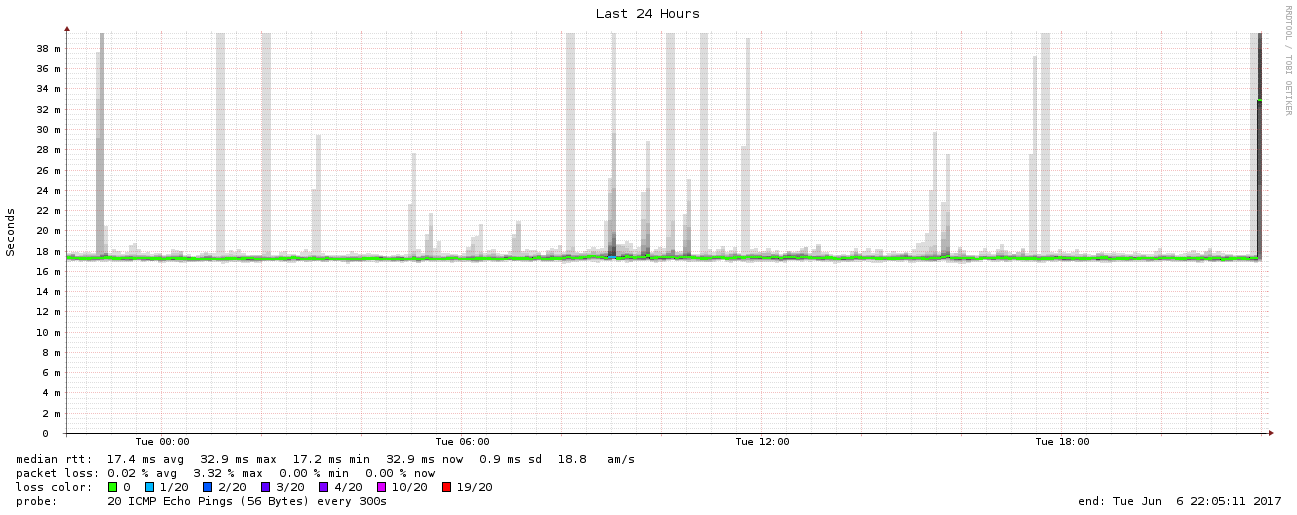 Last 24 Hours
RRDTOOL / TOBI OETIKER
Seconds
38 m
36 m
34 m
32 m
30 m
28 m
26 m
24 m
22 m
20 m
18 m
16 m
14 m
12 m
10 m
8 m
6 m
4 m
2 m
0
Tue 00:00 Tue 06:00 Tue 12:00 Tue 18:00
median rtt: 17.4 ms avg 32.9 ms max 17.2 ms min 32.9 ms now 0.9 ms sd 18.8 am/s
packet loss: 0.02 % avg 3.32 % max 0.00 % min 0.00 % now
loss color: 0 1/20 2/20 3/20 4/20 10/20 19/20
probe: 20 ICMP Echo Pings (56 Bytes) every 300s end: Tue Jun 6 22:05:11 2017